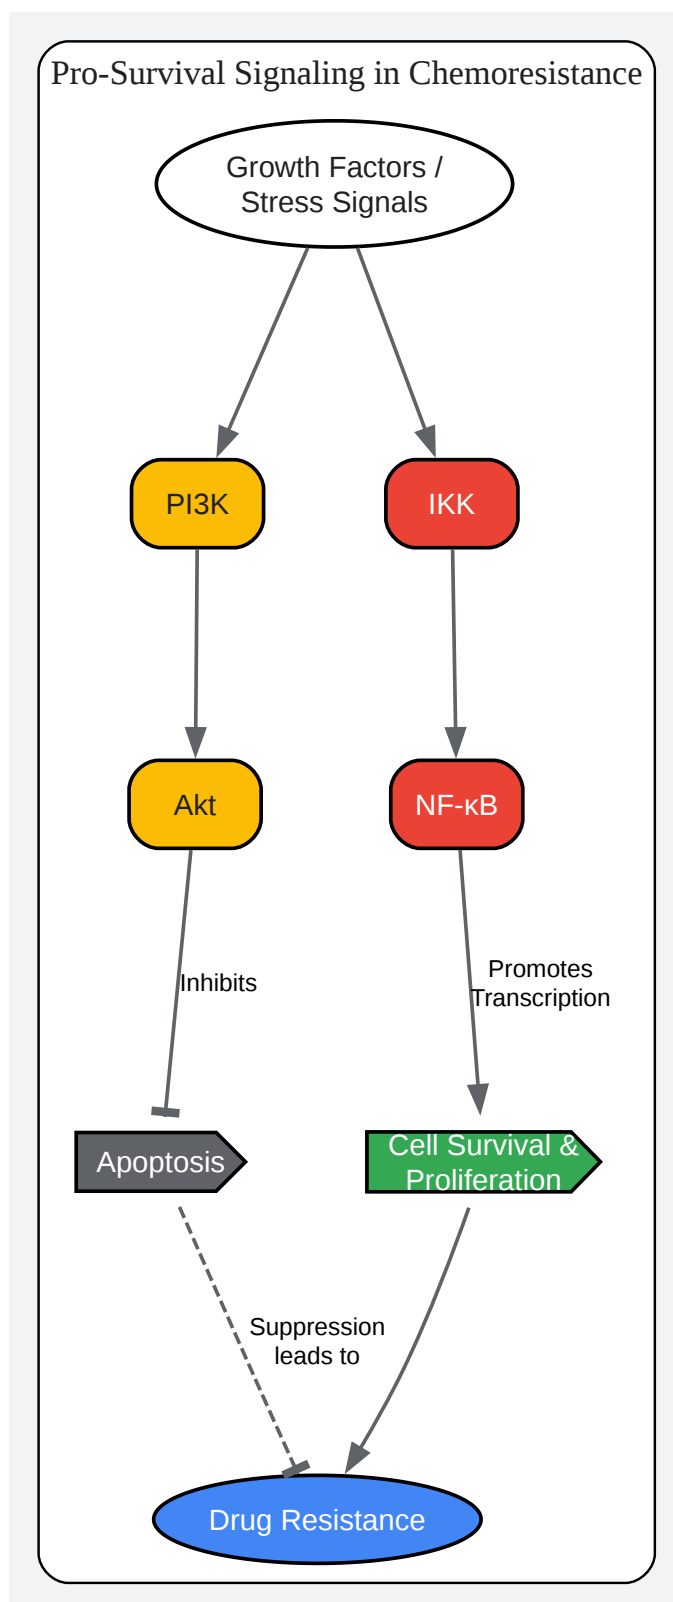 Pro-Survival Signaling in Chemoresistance
Growth Factors /
Stress Signals
PI3K
IKK
Akt
NF-κB
Inhibits
Promotes
Transcription
Apoptosis
Cell Survival &
Proliferation
Suppression
leads to
Drug Resistance